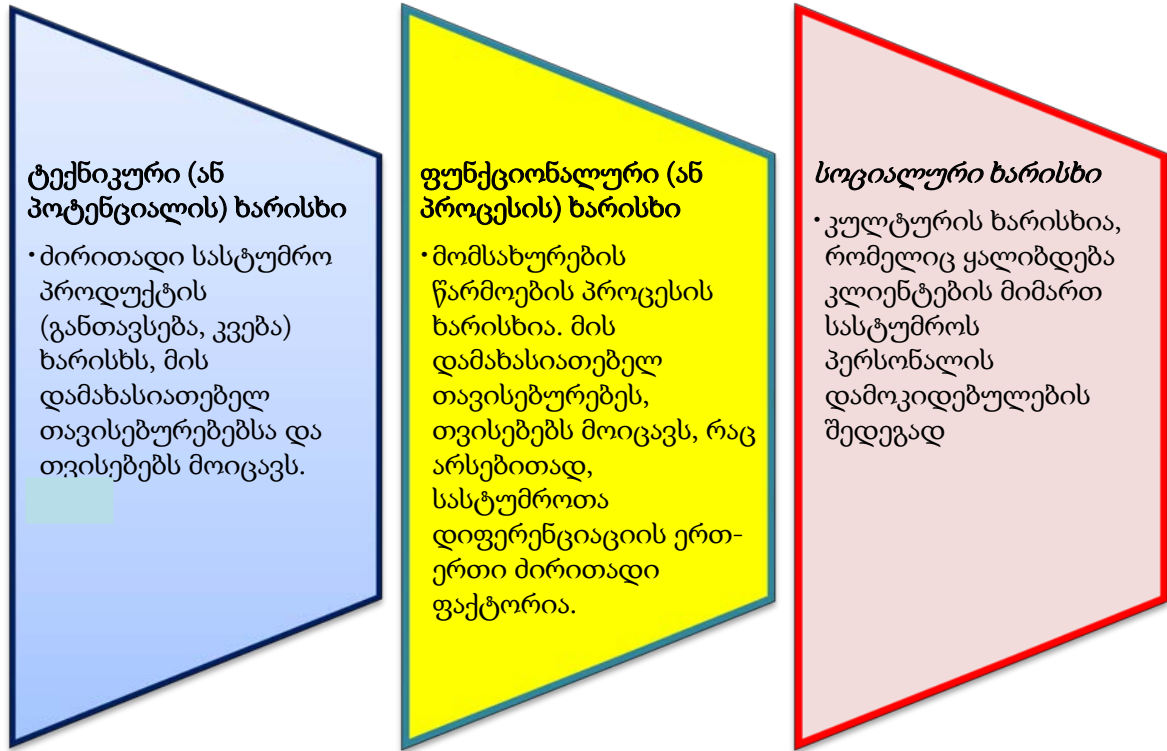 ტექნიკური (ან
პოტენციალის) ხარისხი
· ძირითადი სასტუმრო
პროდუქტის
(განთავსება, კვება)
ხარისხს, მის
დამახასიათებელ
თავისებურებებსა და
თვისებებს მოიცავს.
ფუნქციონალური (ან
პროცესის) ხარისხი
· მომსახურების
წარმოების პროცესის
ხარისხია. მის
დამახასიათებელ
თავისებურებეს,
თვისებებს მოიცავს, რაც
არსებითად,
სასტუმროთა
დიფერენციაციის ერთ-
ერთი ძირითადი
ფაქტორია.
სოციალური ხარისხი
· კულტურის ხარისხია,
რომელიც ყალიბდება
კლიენტების მიმართ
სასტუმროს
პერსონალის
დამოკიდებულების
შედეგად